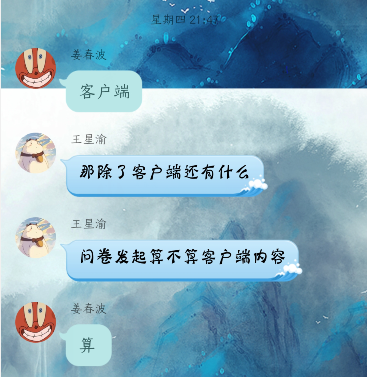 星期四 21:47
姜春波
客户端
王星渝
那除了客户端还有什么
王星渝
问卷发起算不算客户端内容
姜春波
算